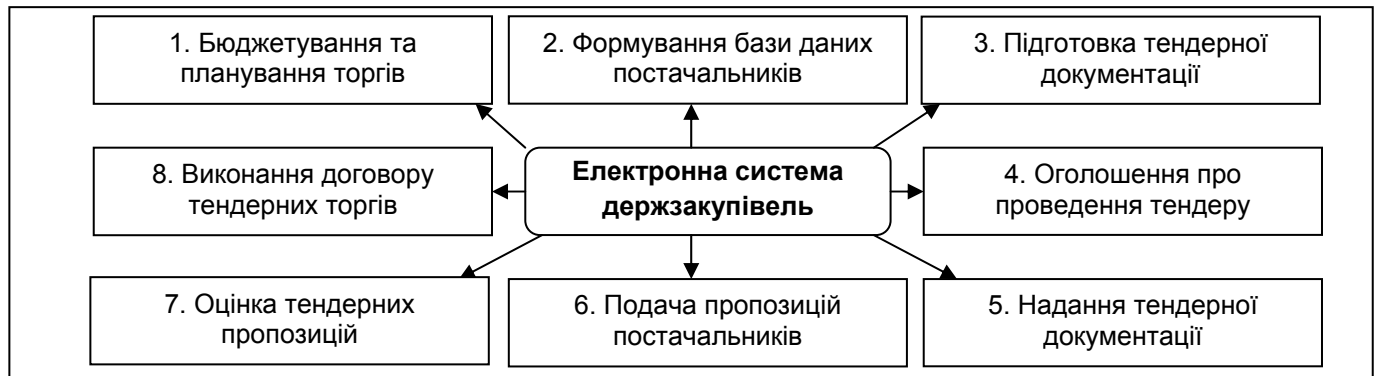 1. Бюджетування та
планування торгів
2. Формування бази даних
постачальників
3. Підготовка тендерної
документації
8. Виконання договору
тендерних торгів
Електронна система
держзакупівель
4. Оголошення про
проведення тендеру
7. Оцінка тендерних
пропозицій
6. Подача пропозицій
постачальників
5. Надання тендерної
документації